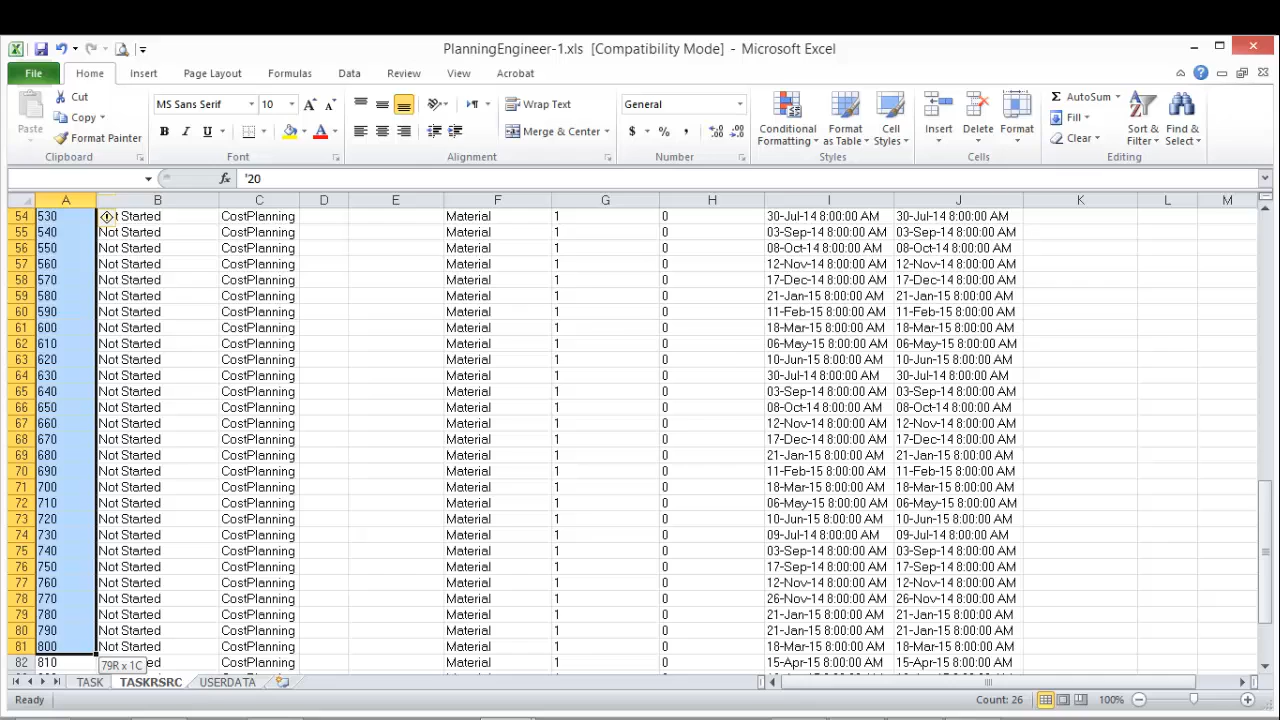 PlanningEngineer-1.xls [Compatibility Mode] - Microsoft Excel
File Home Insert Page Layout Formulas Data Review View Acrobat
Paste Cut Copy Format Painter Clipboard
MS Sans Serif 10 B I U A Font
Wrap Text Merge & Center Alignment
General $ % , Number
Conditional Formatting Format as Table Cell Styles Styles
Insert Delete Format Cells
Σ AutoSum Fill Clear Sort & Filter Find & Select Editing
fx '20
A B C D E F G H I J K L M
54 530 Started CostPlanning Material 1 0 30-Jul-14 8:00:00 AM 30-Jul-14 8:00:00 AM
55 540 Not Started CostPlanning Material 1 0 03-Sep-14 8:00:00 AM 03-Sep-14 8:00:00 AM
56 550 Not Started CostPlanning Material 1 0 08-Oct-14 8:00:00 AM 08-Oct-14 8:00:00 AM
57 560 Not Started CostPlanning Material 1 0 12-Nov-14 8:00:00 AM 12-Nov-14 8:00:00 AM
58 570 Not Started CostPlanning Material 1 0 17-Dec-14 8:00:00 AM 17-Dec-14 8:00:00 AM
59 580 Not Started CostPlanning Material 1 0 21-Jan-15 8:00:00 AM 21-Jan-15 8:00:00 AM
60 590 Not Started CostPlanning Material 1 0 11-Feb-15 8:00:00 AM 11-Feb-15 8:00:00 AM
61 600 Not Started CostPlanning Material 1 0 18-Mar-15 8:00:00 AM 18-Mar-15 8:00:00 AM
62 610 Not Started CostPlanning Material 1 0 06-May-15 8:00:00 AM 06-May-15 8:00:00 AM
63 620 Not Started CostPlanning Material 1 0 10-Jun-15 8:00:00 AM 10-Jun-15 8:00:00 AM
64 630 Not Started CostPlanning Material 1 0 30-Jul-14 8:00:00 AM 30-Jul-14 8:00:00 AM
65 640 Not Started CostPlanning Material 1 0 03-Sep-14 8:00:00 AM 03-Sep-14 8:00:00 AM
66 650 Not Started CostPlanning Material 1 0 08-Oct-14 8:00:00 AM 08-Oct-14 8:00:00 AM
67 660 Not Started CostPlanning Material 1 0 12-Nov-14 8:00:00 AM 12-Nov-14 8:00:00 AM
68 670 Not Started CostPlanning Material 1 0 17-Dec-14 8:00:00 AM 17-Dec-14 8:00:00 AM
69 680 Not Started CostPlanning Material 1 0 21-Jan-15 8:00:00 AM 21-Jan-15 8:00:00 AM
70 690 Not Started CostPlanning Material 1 0 11-Feb-15 8:00:00 AM 11-Feb-15 8:00:00 AM
71 700 Not Started CostPlanning Material 1 0 18-Mar-15 8:00:00 AM 18-Mar-15 8:00:00 AM
72 710 Not Started CostPlanning Material 1 0 06-May-15 8:00:00 AM 06-May-15 8:00:00 AM
73 720 Not Started CostPlanning Material 1 0 10-Jun-15 8:00:00 AM 10-Jun-15 8:00:00 AM
74 730 Not Started CostPlanning Material 1 0 09-Jul-14 8:00:00 AM 09-Jul-14 8:00:00 AM
75 740 Not Started CostPlanning Material 1 0 03-Sep-14 8:00:00 AM 03-Sep-14 8:00:00 AM
76 750 Not Started CostPlanning Material 1 0 17-Sep-14 8:00:00 AM 17-Sep-14 8:00:00 AM
77 760 Not Started CostPlanning Material 1 0 12-Nov-14 8:00:00 AM 12-Nov-14 8:00:00 AM
78 770 Not Started CostPlanning Material 1 0 26-Nov-14 8:00:00 AM 26-Nov-14 8:00:00 AM
79 780 Not Started CostPlanning Material 1 0 21-Jan-15 8:00:00 AM 21-Jan-15 8:00:00 AM
80 790 Not Started CostPlanning Material 1 0 21-Jan-15 8:00:00 AM 21-Jan-15 8:00:00 AM
81 800 Not Started CostPlanning Material 1 0 18-Mar-15 8:00:00 AM 18-Mar-15 8:00:00 AM
82 810 79R x 1C Started CostPlanning Material 1 0 15-Apr-15 8:00:00 AM 15-Apr-15 8:00:00 AM
TASK TASKRSRC USERDATA
Ready Count: 26 100%